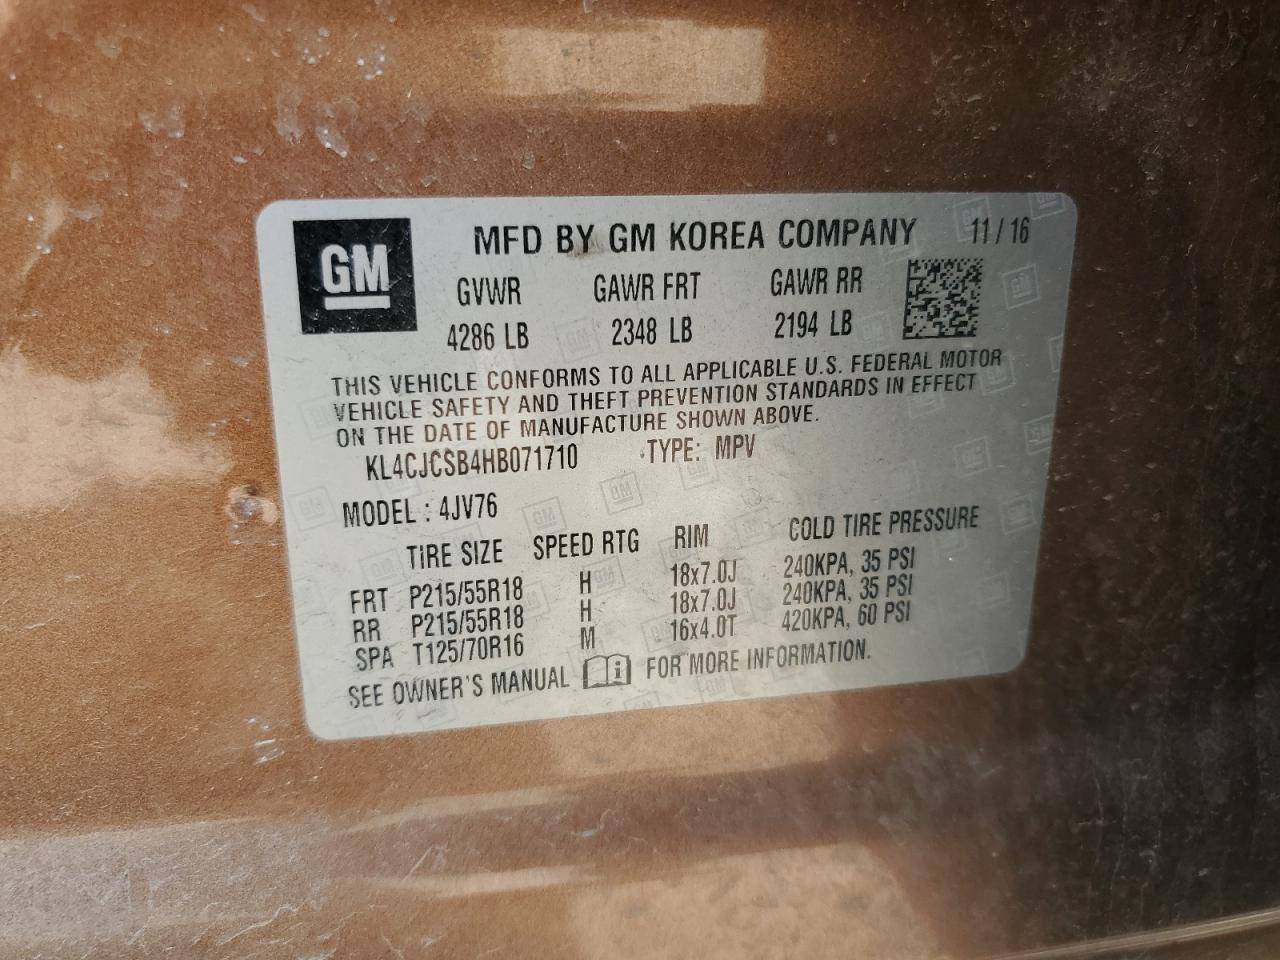 GM
MFD BY GM KOREA COMPANY 11 / 16
GVWR GAWR FRT GAWR RR
4286 LB 2348 LB 2194 LB
THIS VEHICLE CONFORMS TO ALL APPLICABLE U.S. FEDERAL MOTOR
VEHICLE SAFETY AND THEFT PREVENTION STANDARDS IN EFFECT
ON THE DATE OF MANUFACTURE SHOWN ABOVE.
KL4CJCSB4HB071710 TYPE: MPV
MODEL : 4JV76
TIRE SIZE SPEED RTG RIM COLD TIRE PRESSURE
FRT P215/55R18 H 18x7.0J 240KPA, 35 PSI
RR P215/55R18 H 18x7.0J 240KPA, 35 PSI
SPA T125/70R16 M 16x4.0T 420KPA, 60 PSI
SEE OWNER'S MANUAL i FOR MORE INFORMATION.